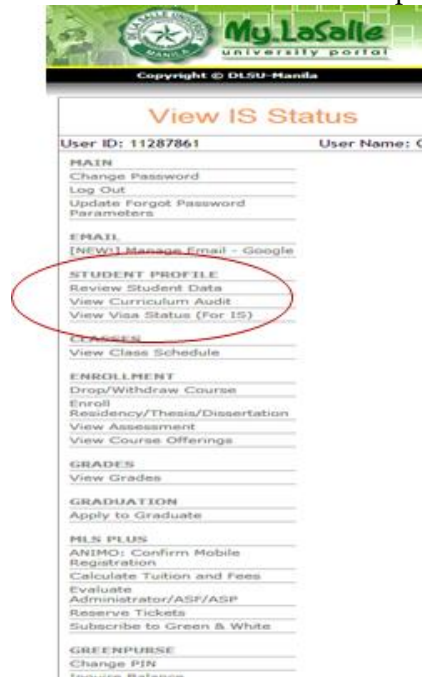 My.LaSalle
university portal
Copyright © DLSU-Manila
View IS Status
User ID: 11287861 User Name:
MAIN
Change Password
Log Out
Update Forgot Password
Parameters
EMAIL
[NEW!] Manage Email - Google
STUDENT PROFILE
Review Student Data
View Curriculum Audit
View Visa Status (For IS)
CLASSES
View Class Schedule
ENROLLMENT
Drop/Withdraw Course
Enroll
Residency/Thesis/Dissertation
View Assessment
View Course Offerings
GRADES
View Grades
GRADUATION
Apply to Graduate
MLS PLUS
ANIMO: Confirm Mobile
Registration
Calculate Tuition and Fees
Evaluate
Administrator/ASF/ASP
Reserve Tickets
Subscribe to Green & White
GREENPURSE
Change PIN
Inquire Balance